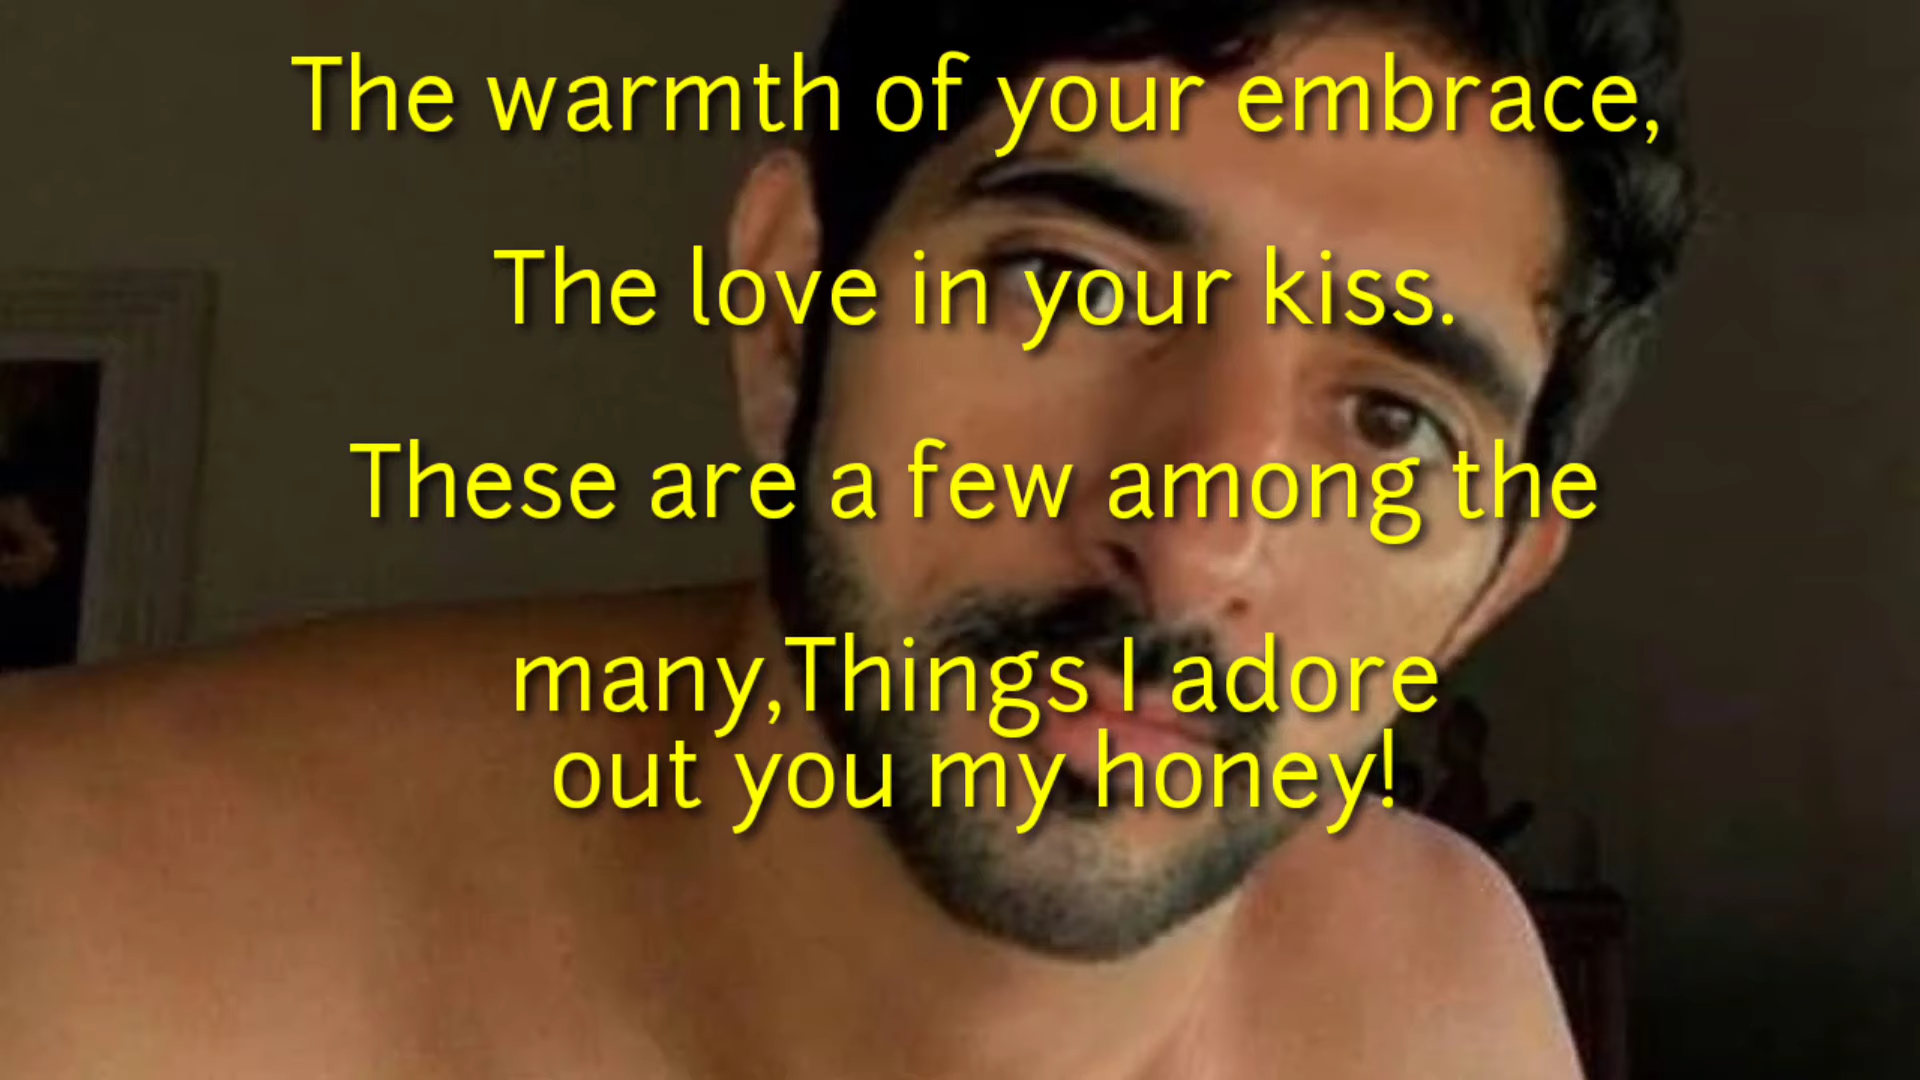 The warmth of your embrace,
The love in your kiss.
These are a few among the
many,Things I adore
out you my honey!